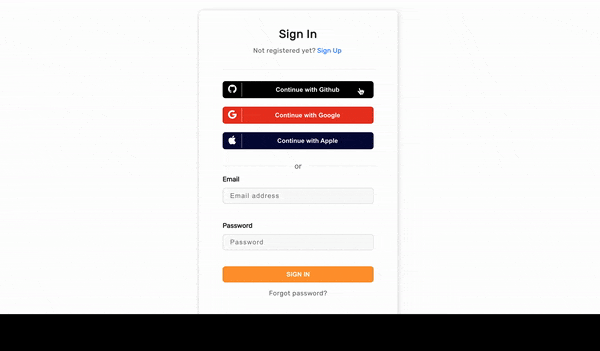 Sign In
Not registered yet? Sign Up
Continue with Github
Continue with Google
Continue with Apple
or
Email
Email address
Password
Password
SIGN IN
Forgot password?